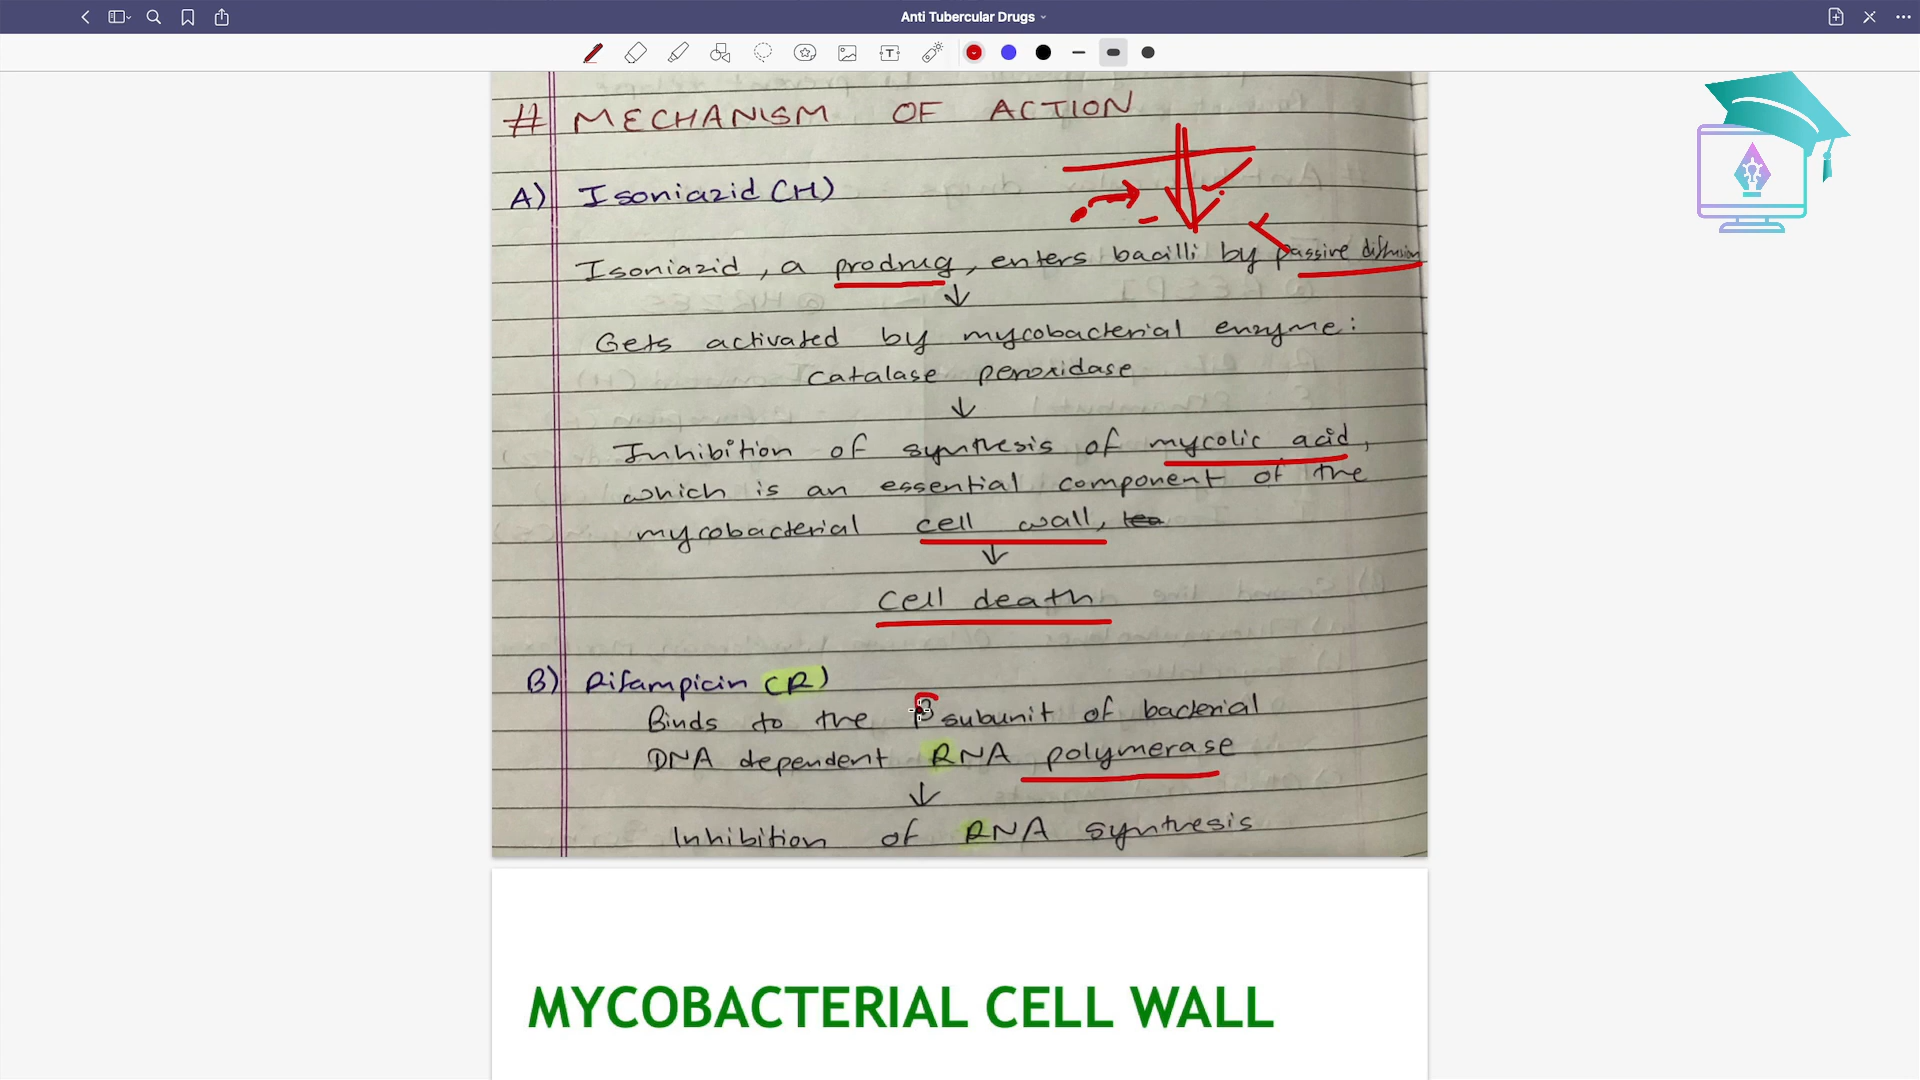 Anti Tubercular Drugs
# MECHANISM OF ACTION
A) Isoniazid (H)
Isoniazid, a prodrug, enters bacilli by passive diffusion
↓
Gets activated by mycobacterial enzyme:
catalase peroxidase
↓
Inhibition of synthesis of mycolic acid,
which is an essential component of the
mycobacterial cell wall,
↓
Cell death
B) Rifampicin (R)
Binds to the β subunit of bacterial
DNA dependent RNA polymerase
↓
Inhibition of RNA synthesis
MYCOBACTERIAL CELL WALL